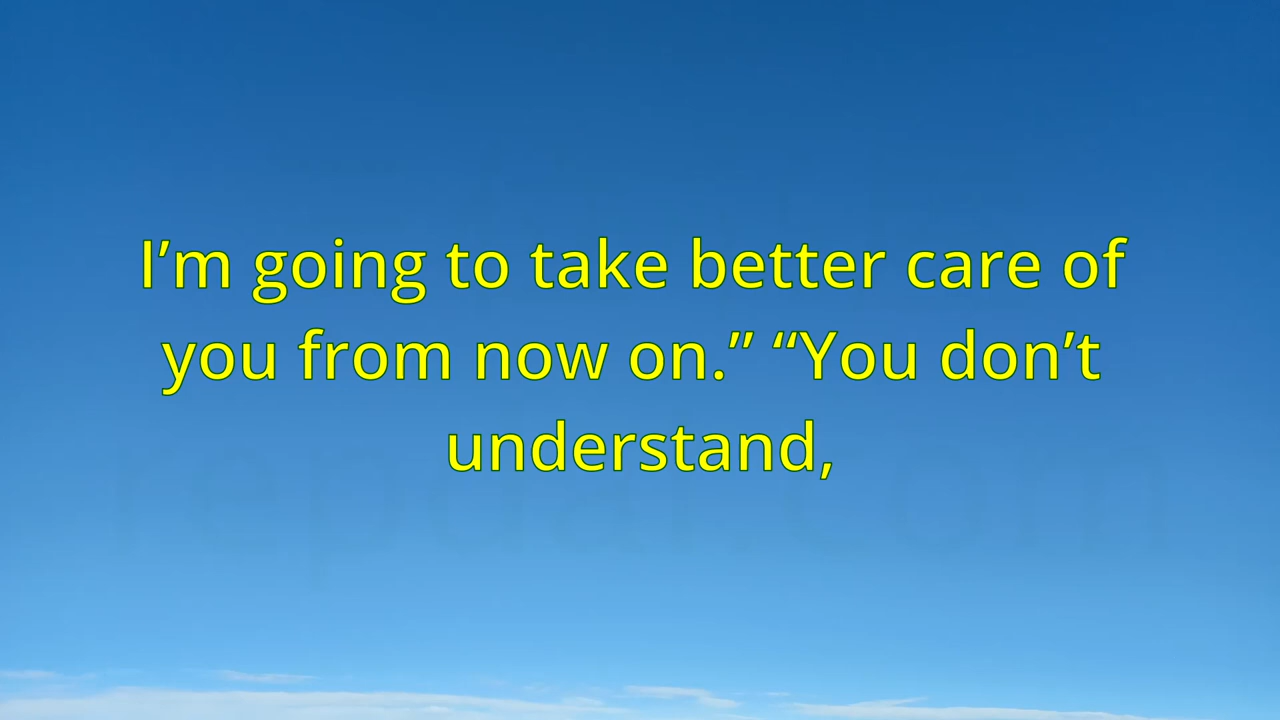 I’m going to take better care of
you from now on.” “You don’t
understand,